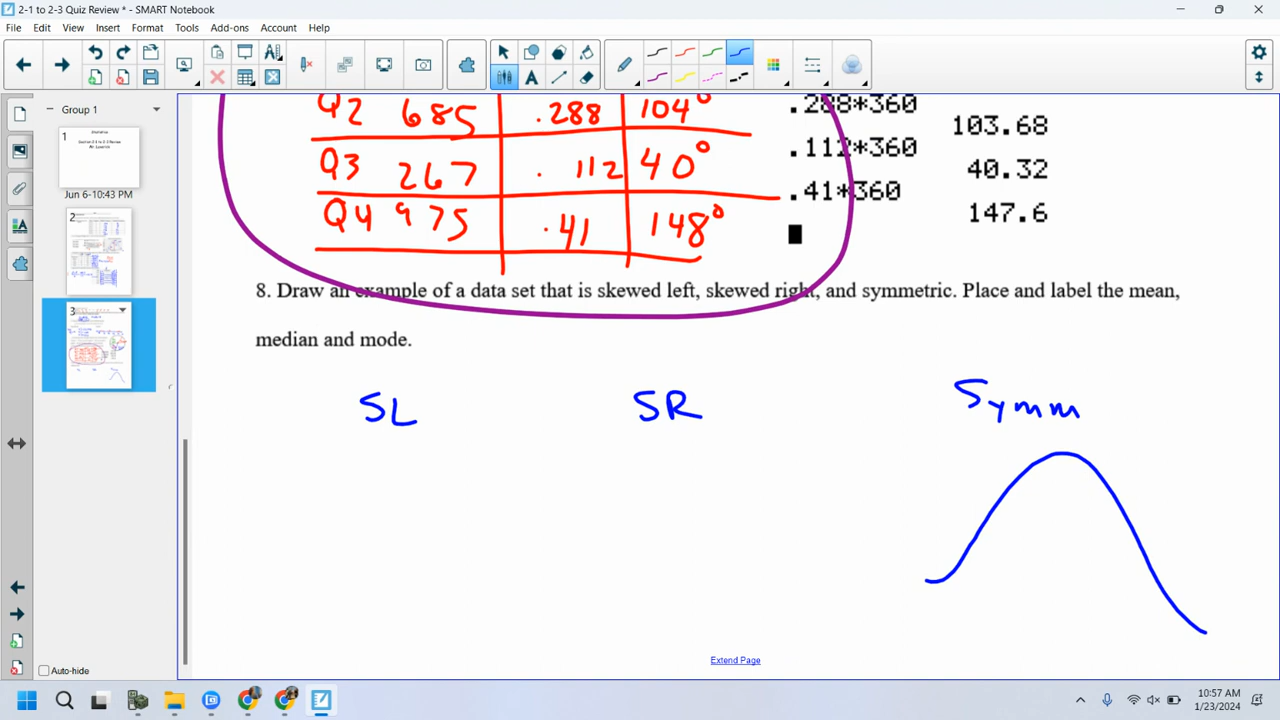 2-1 to 2-3 Quiz Review * - SMART Notebook
File Edit View Insert Format Tools Add-ons Account Help
Group 1
1
Jun 6-10:43 PM
2
3
Auto-hide
Q2 685 .288 104°
.288*360
103.68
Q3 267 .112 40°
.112*360
40.32
Q4 975 .41 148°
.41*360
147.6
8. Draw an example of a data set that is skewed left, skewed right, and symmetric. Place and label the mean,
median and mode.
SL SR Symm
Extend Page
10:57 AM
1/23/2024